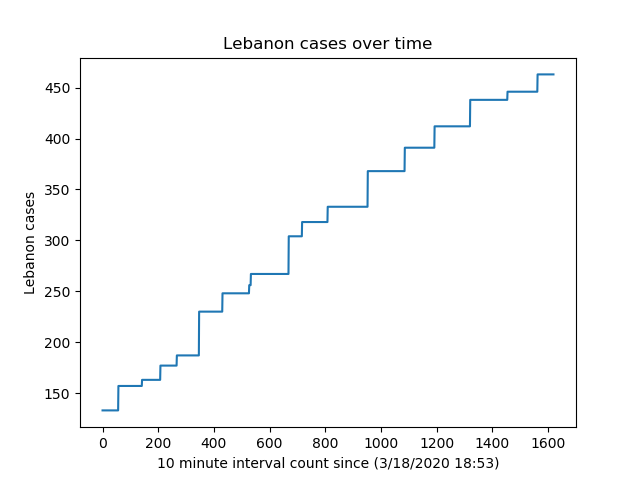 Lebanon cases over time
450
400
350
300
250
200
150
Lebanon cases
0 200 400 600 800 1000 1200 1400 1600
10 minute interval count since (3/18/2020 18:53)